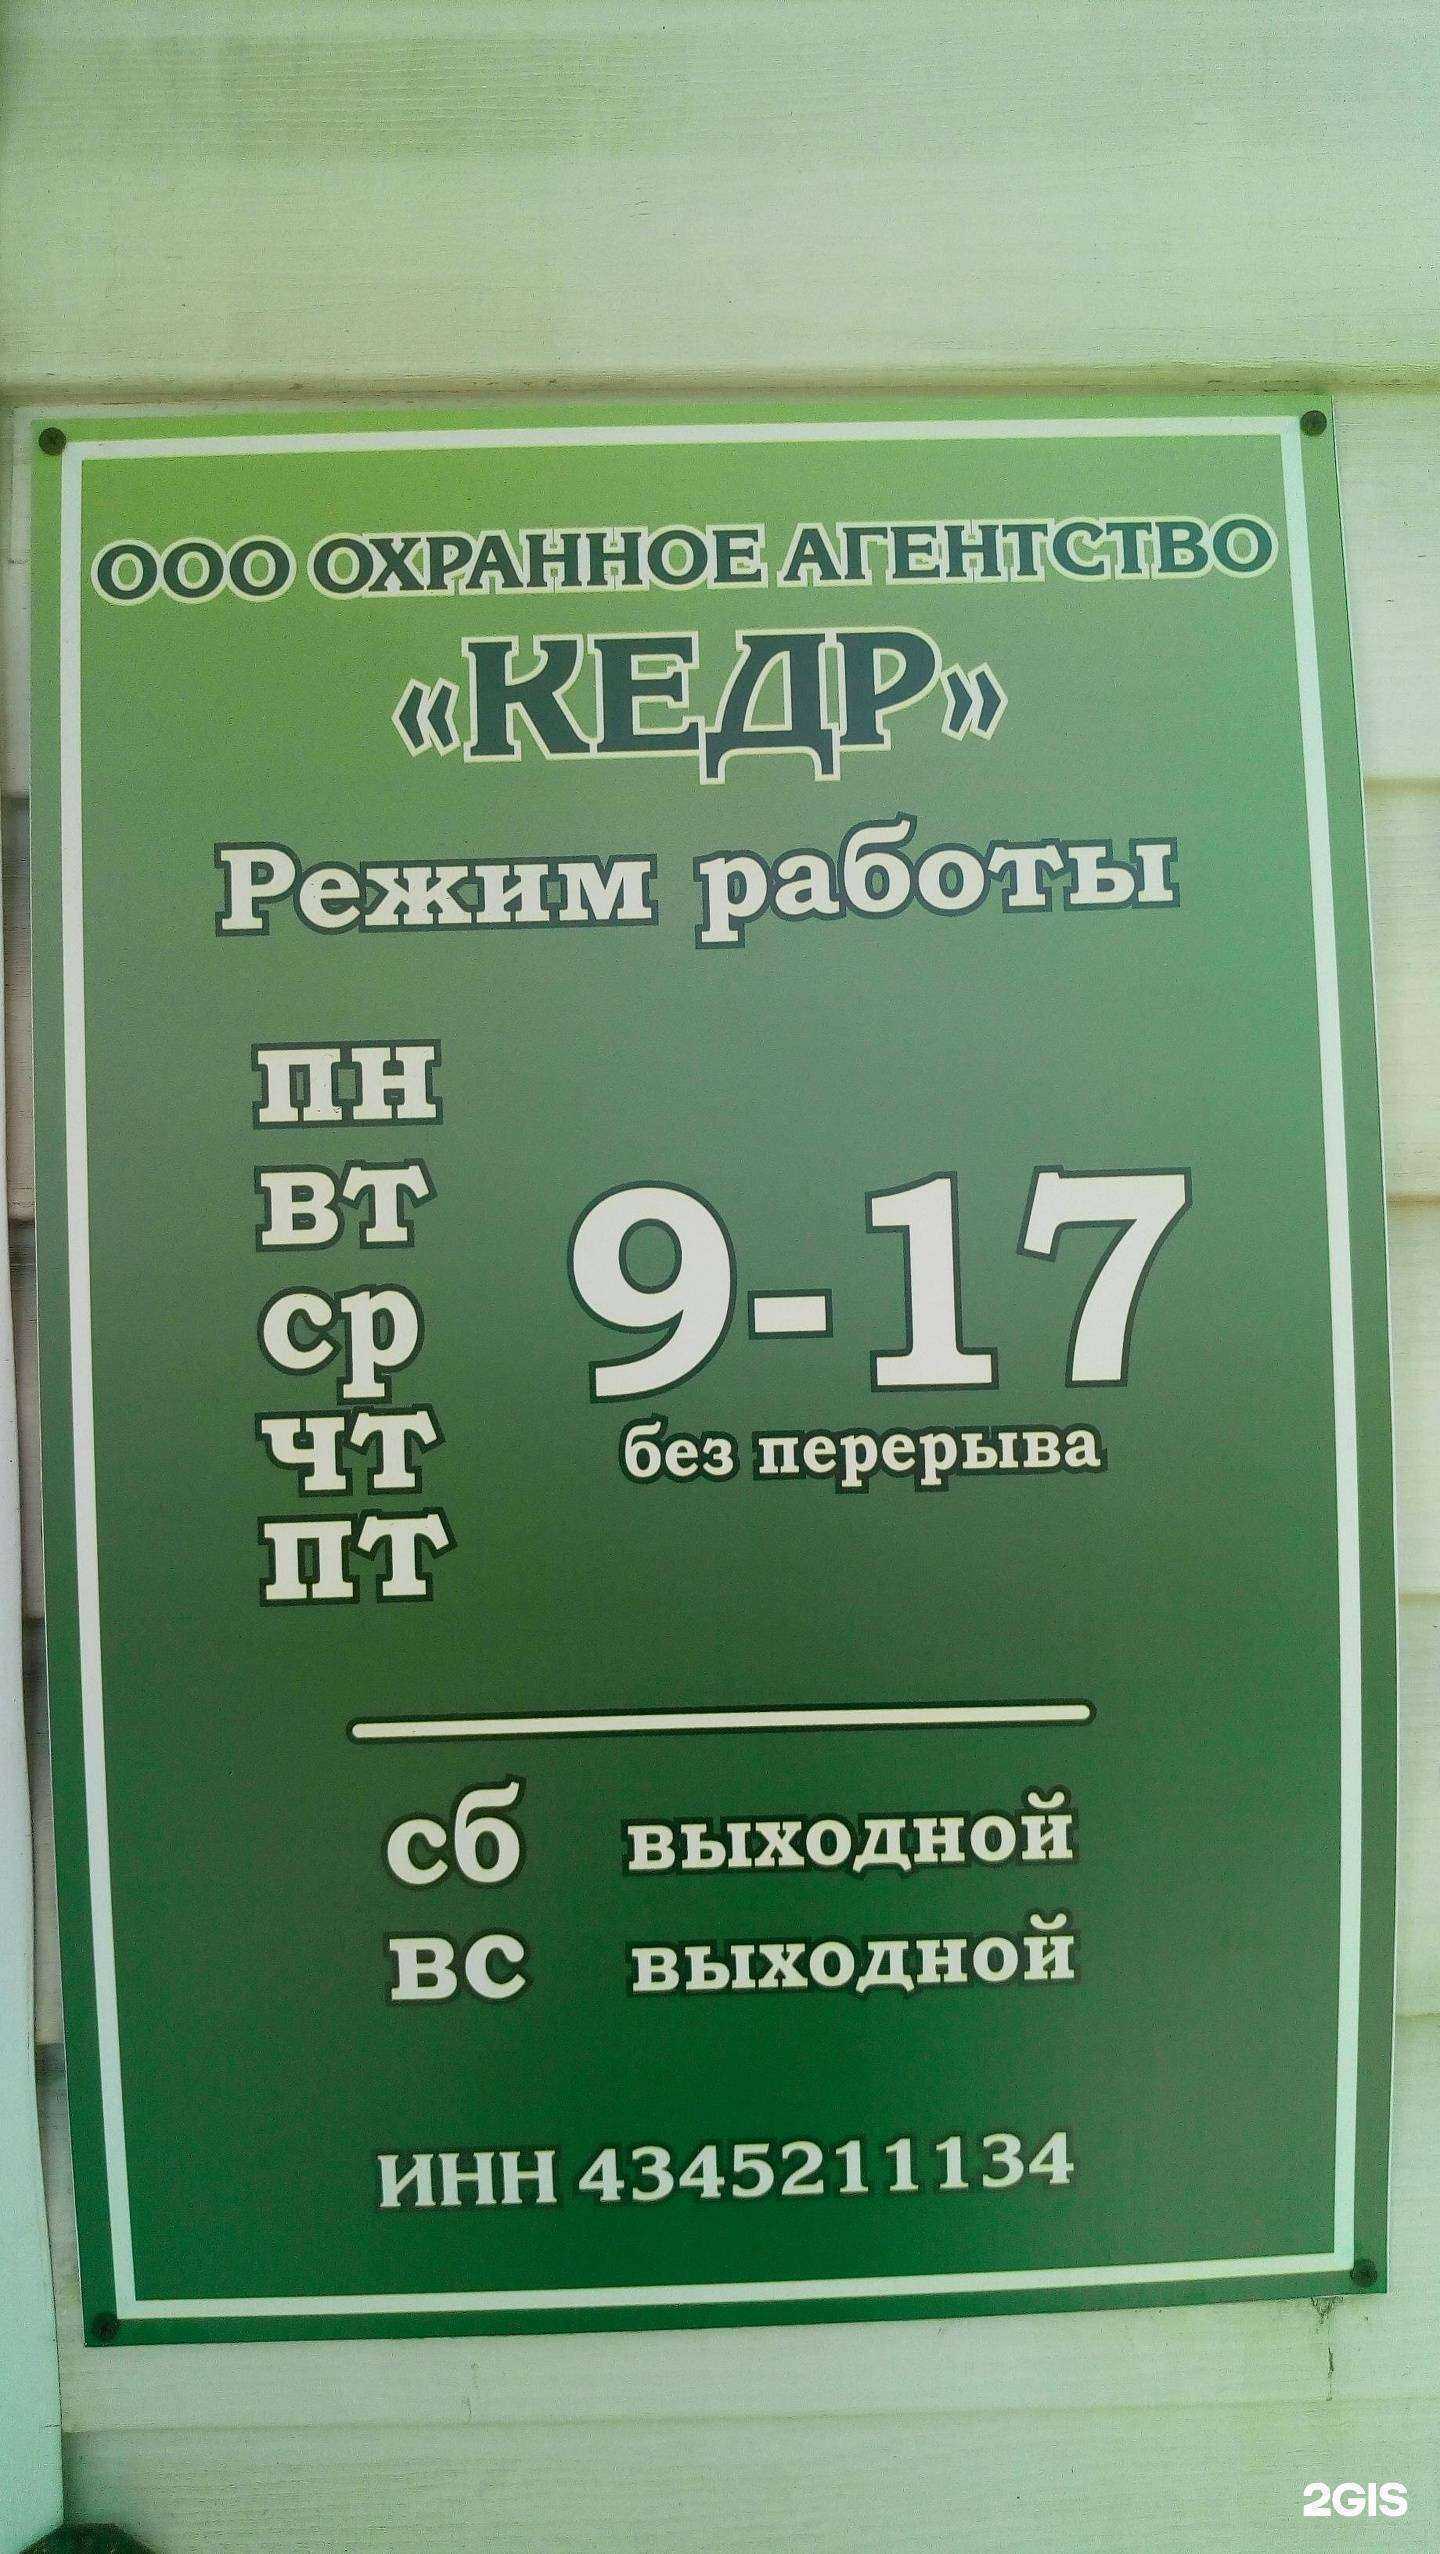 ООО ОХРАННОЕ АГЕНТСТВО
«КЕДР»
Режим работы
пн
вт
ср
чт
пт
9-17
без перерыва
сб выходной
вс выходной
ИНН 4345211134
2GIS